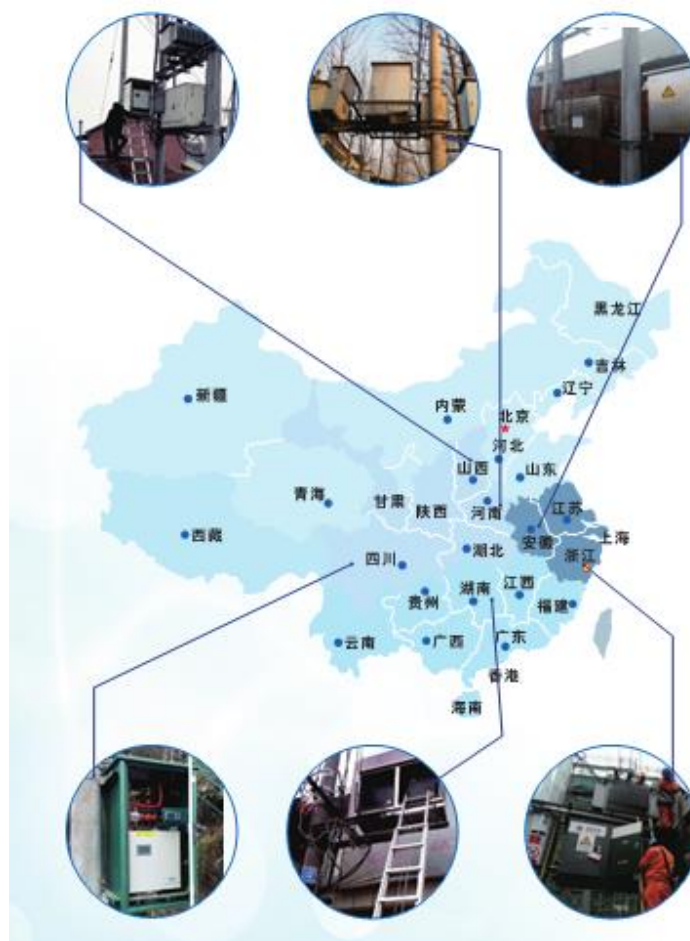 黑龙江
吉林
辽宁
新疆
内蒙
北京
河北
山西
山东
青海
甘肃
陕西
河南
江苏
西藏
安徽
上海
四川
湖北
浙江
贵州
湖南
江西
福建
云南
广西
广东
香港
海南